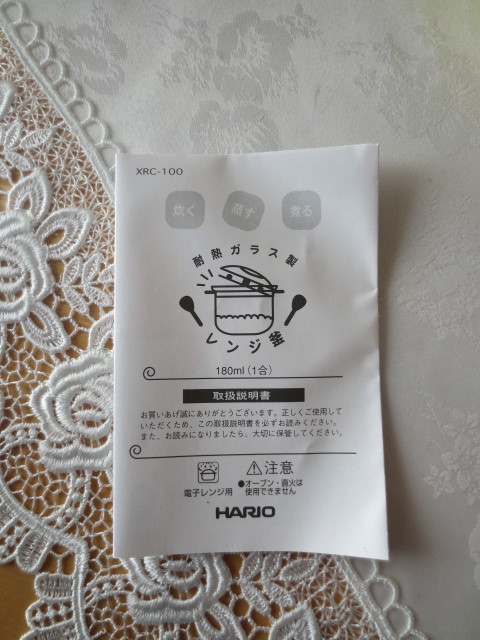 XRC-100
炊く 蒸す 煮る
耐熱ガラス製
レンジ釜
180ml(1合)
取扱説明書
お買いあげ誠にありがとうございます。正しくご使用して
いただくため、この取扱説明書を必ずお読みください。
また、お読みになりましたら、大切に保管してください。
電子レンジ用
⚠注意
●オーブン・直火は
使用できません
HARIO